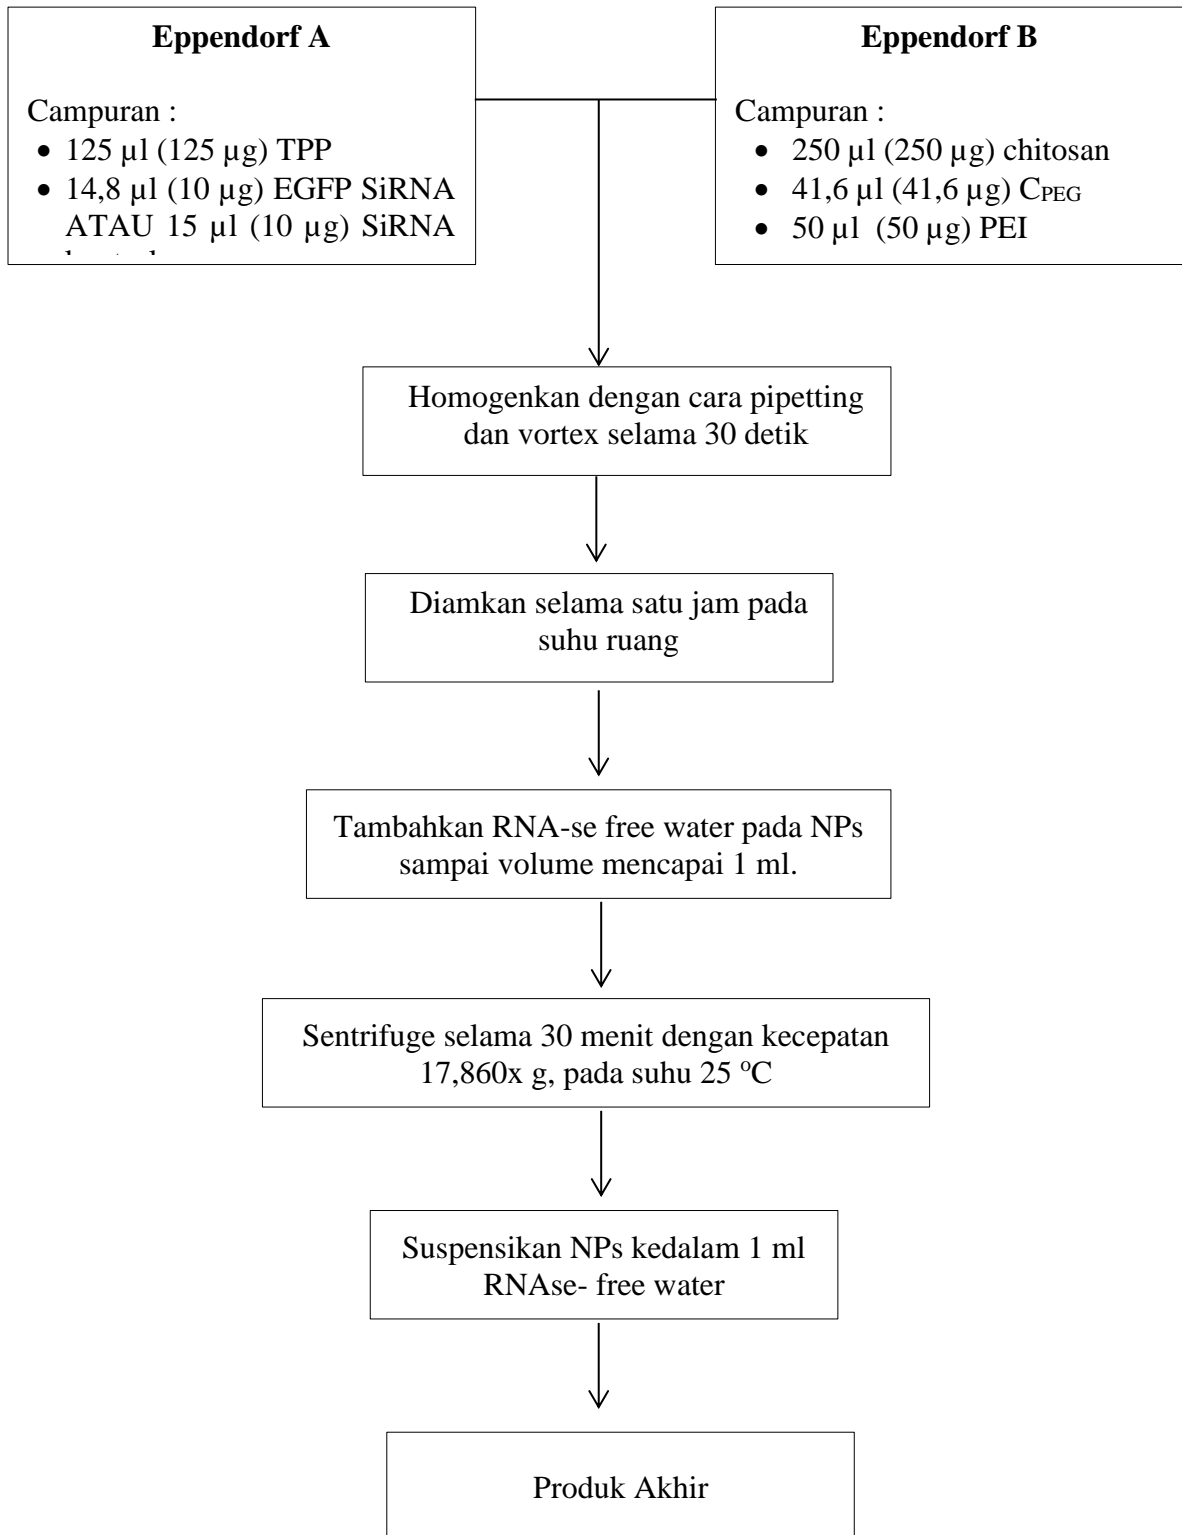 Eppendorf A
Campuran :
• 125 µl (125 µg) TPP
• 14,8 µl (10 µg) EGFP SiRNA
ATAU 15 µl (10 µg) SiRNA
Eppendorf B
Campuran :
• 250 µl (250 µg) chitosan
• 41,6 µl (41,6 µg) CPEG
• 50 µl (50 µg) PEI
Homogenkan dengan cara pipetting
dan vortex selama 30 detik
Diamkan selama satu jam pada
suhu ruang
Tambahkan RNA-se free water pada NPs
sampai volume mencapai 1 ml.
Sentrifuge selama 30 menit dengan kecepatan
17,860x g, pada suhu 25 ºC
Suspensikan NPs kedalam 1 ml
RNAse- free water
Produk Akhir